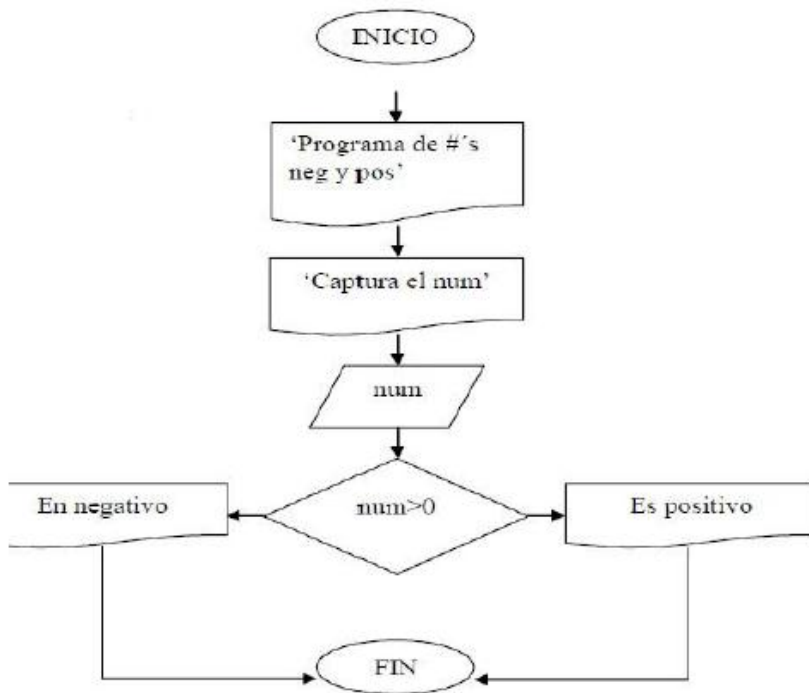 INICIO
‘Programa de #´s
neg y pos’
‘Captura el num’
num
num>0
En negativo
Es positivo
FIN